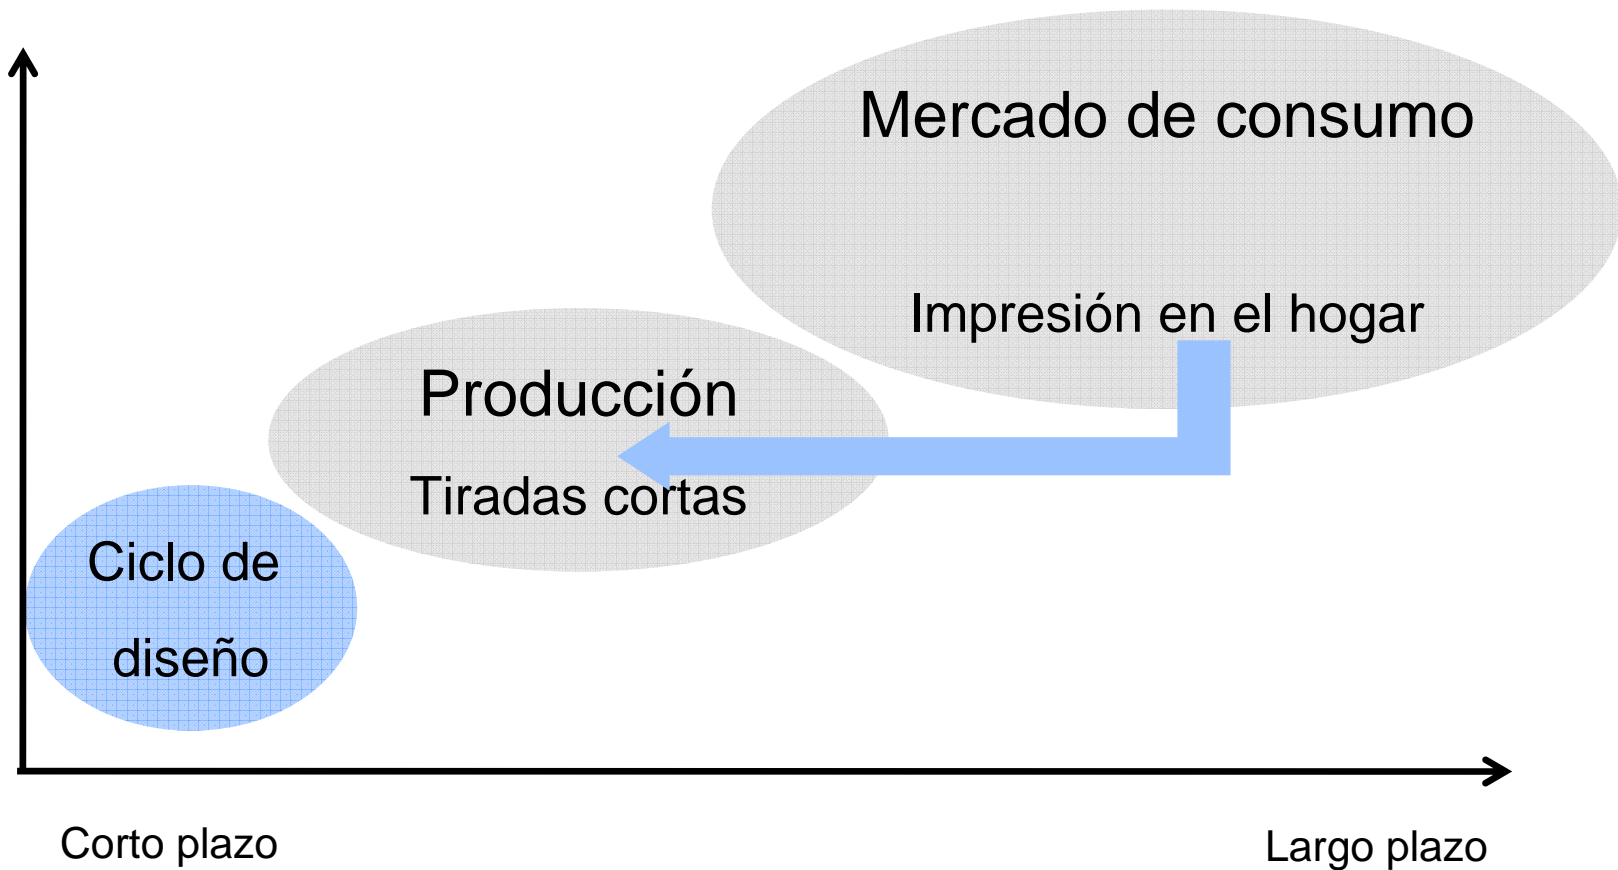 Mercado de consumo
Impresión en el hogar
Producción
Tiradas cortas
Ciclo de
diseño
Corto plazo
Largo plazo